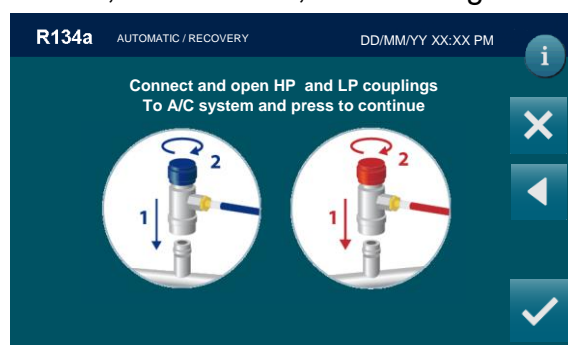 R134a AUTOMATIC / RECOVERY DD/MM/YY XX:XX PM
i
Connect and open HP and LP couplings
To A/C system and press to continue
2
1
2
1